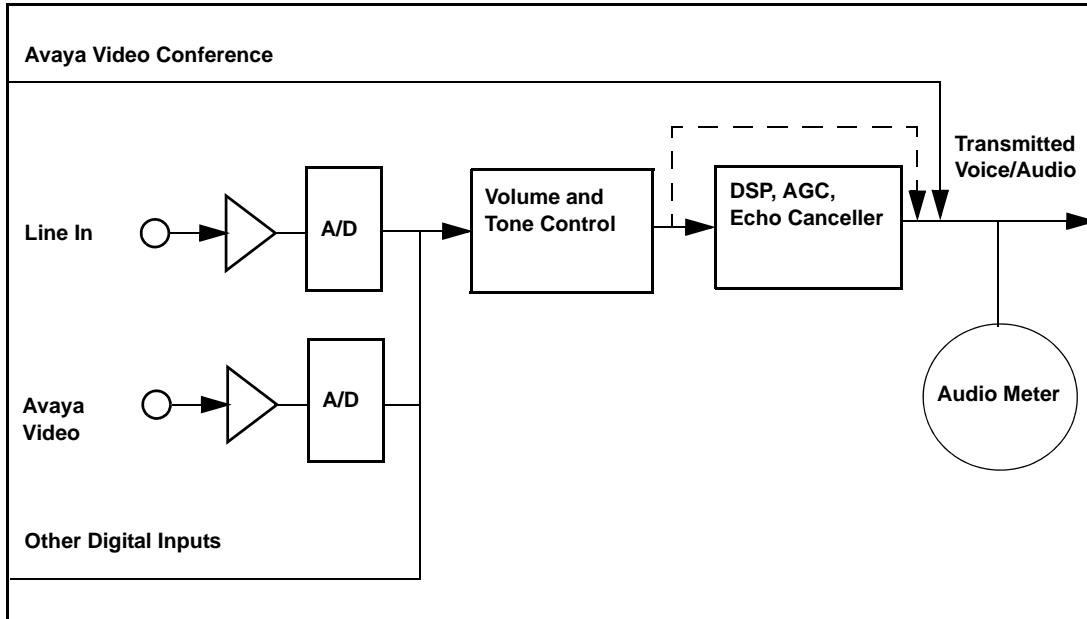 Avaya Video Conference
Transmitted
Voice/Audio
Line In
A/D
Volume and
Tone Control
DSP, AGC,
Echo Canceller
Avaya
Video
A/D
Audio Meter
Other Digital Inputs